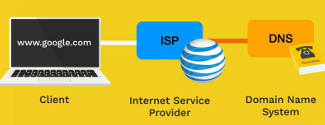 www.google.com
ISP
DNS
Client
Internet Service
Provider
Domain Name
System